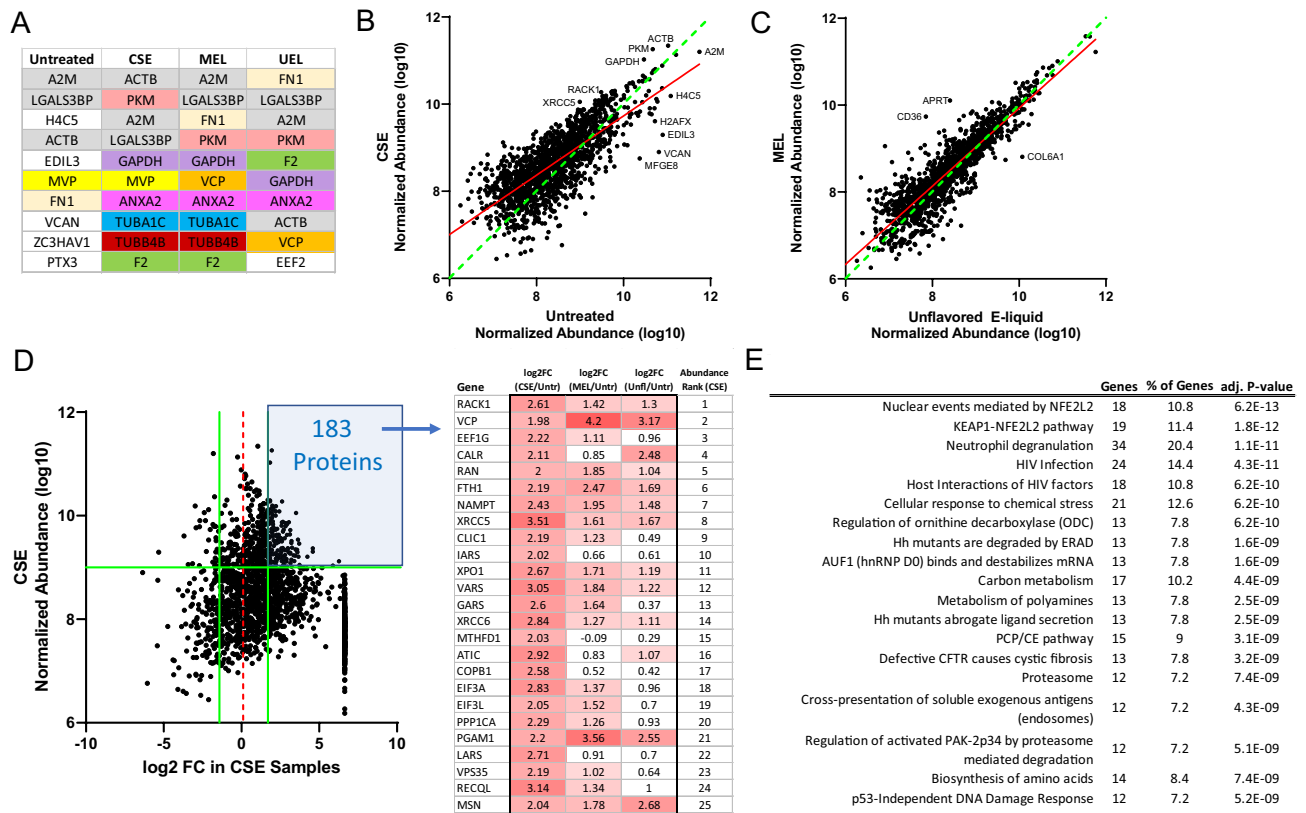 A
Untreated CSE MEL UEL
A2M ACTB A2M FN1
LGALS3BP PKM LGALS3BP LGALS3BP
H4C5 A2M FN1 A2M
ACTB LGALS3BP PKM PKM
EDIL3 GAPDH GAPDH F2
MVP MVP VCP GAPDH
FN1 ANXA2 ANXA2 ANXA2
VCAN TUBA1C TUBA1C ACTB
ZC3HAV1 TUBB4B TUBB4B VCP
PTX3 F2 F2 EEF2
B
CSE
Normalized Abundance (log10)
12
10
8
6
6 8 10 12
Untreated
Normalized Abundance (log10)
ACTB
PKM
A2M
GAPDH
RACK1
H4C5
XRCC5
H2AFX
EDIL3
VCAN
MFGE8
C
MEL
Normalized Abundance (log10)
12
10
8
6
6 8 10 12
Unflavored E-liquid
Normalized Abundance (log10)
APRT
CD36
COL6A1
D
CSE
Normalized Abundance (log10)
12
10
8
6
-10 -5 0 5 10
log2 FC in CSE Samples
183
Proteins
Gene log2FC (CSE/Untr) log2FC (MEL/Untr) log2FC (Unfl/Untr) Abundance Rank (CSE)
RACK1 2.61 1.42 1.3 1
VCP 1.98 4.2 3.17 2
EEF1G 2.22 1.11 0.96 3
CALR 2.11 0.85 2.48 4
RAN 2 1.85 1.04 5
FTH1 2.19 2.47 1.69 6
NAMPT 2.43 1.95 1.48 7
XRCC5 3.51 1.61 1.67 8
CLIC1 2.19 1.23 0.49 9
IARS 2.02 0.66 0.61 10
XPO1 2.67 1.71 1.19 11
VARS 3.05 1.84 1.22 12
GARS 2.6 1.64 0.37 13
XRCC6 2.84 1.27 1.11 14
MTHFD1 2.03 -0.09 0.29 15
ATIC 2.92 0.83 1.07 16
COPB1 2.58 0.52 0.42 17
EIF3A 2.83 1.37 0.96 18
EIF3L 2.05 1.52 0.7 19
PPP1CA 2.29 1.26 0.93 20
PGAM1 2.2 3.56 2.55 21
LARS 2.71 0.91 0.7 22
VPS35 2.19 1.02 0.64 23
RECQL 3.14 1.34 1 24
MSN 2.04 1.78 2.68 25
E
Genes % of Genes adj. P-value
Nuclear events mediated by NFE2L2 18 10.8 6.2E-13
KEAP1-NFE2L2 pathway 19 11.4 1.8E-12
Neutrophil degranulation 34 20.4 1.1E-11
HIV Infection 24 14.4 4.3E-11
Host Interactions of HIV factors 18 10.8 6.2E-10
Cellular response to chemical stress 21 12.6 6.2E-10
Regulation of ornithine decarboxylase (ODC) 13 7.8 6.2E-10
Hh mutants are degraded by ERAD 13 7.8 1.6E-09
AUF1 (hnRNP D0) binds and destabilizes mRNA 13 7.8 1.6E-09
Carbon metabolism 17 10.2 4.4E-09
Metabolism of polyamines 13 7.8 2.5E-09
Hh mutants abrogate ligand secretion 13 7.8 2.5E-09
PCP/CE pathway 15 9 3.1E-09
Defective CFTR causes cystic fibrosis 13 7.8 3.2E-09
Proteasome 12 7.2 7.4E-09
Cross-presentation of soluble exogenous antigens
(endosomes) 12 7.2 4.3E-09
Regulation of activated PAK-2p34 by proteasome
mediated degradation 12 7.2 5.1E-09
Biosynthesis of amino acids 14 8.4 7.4E-09
p53-Independent DNA Damage Response 12 7.2 5.2E-09